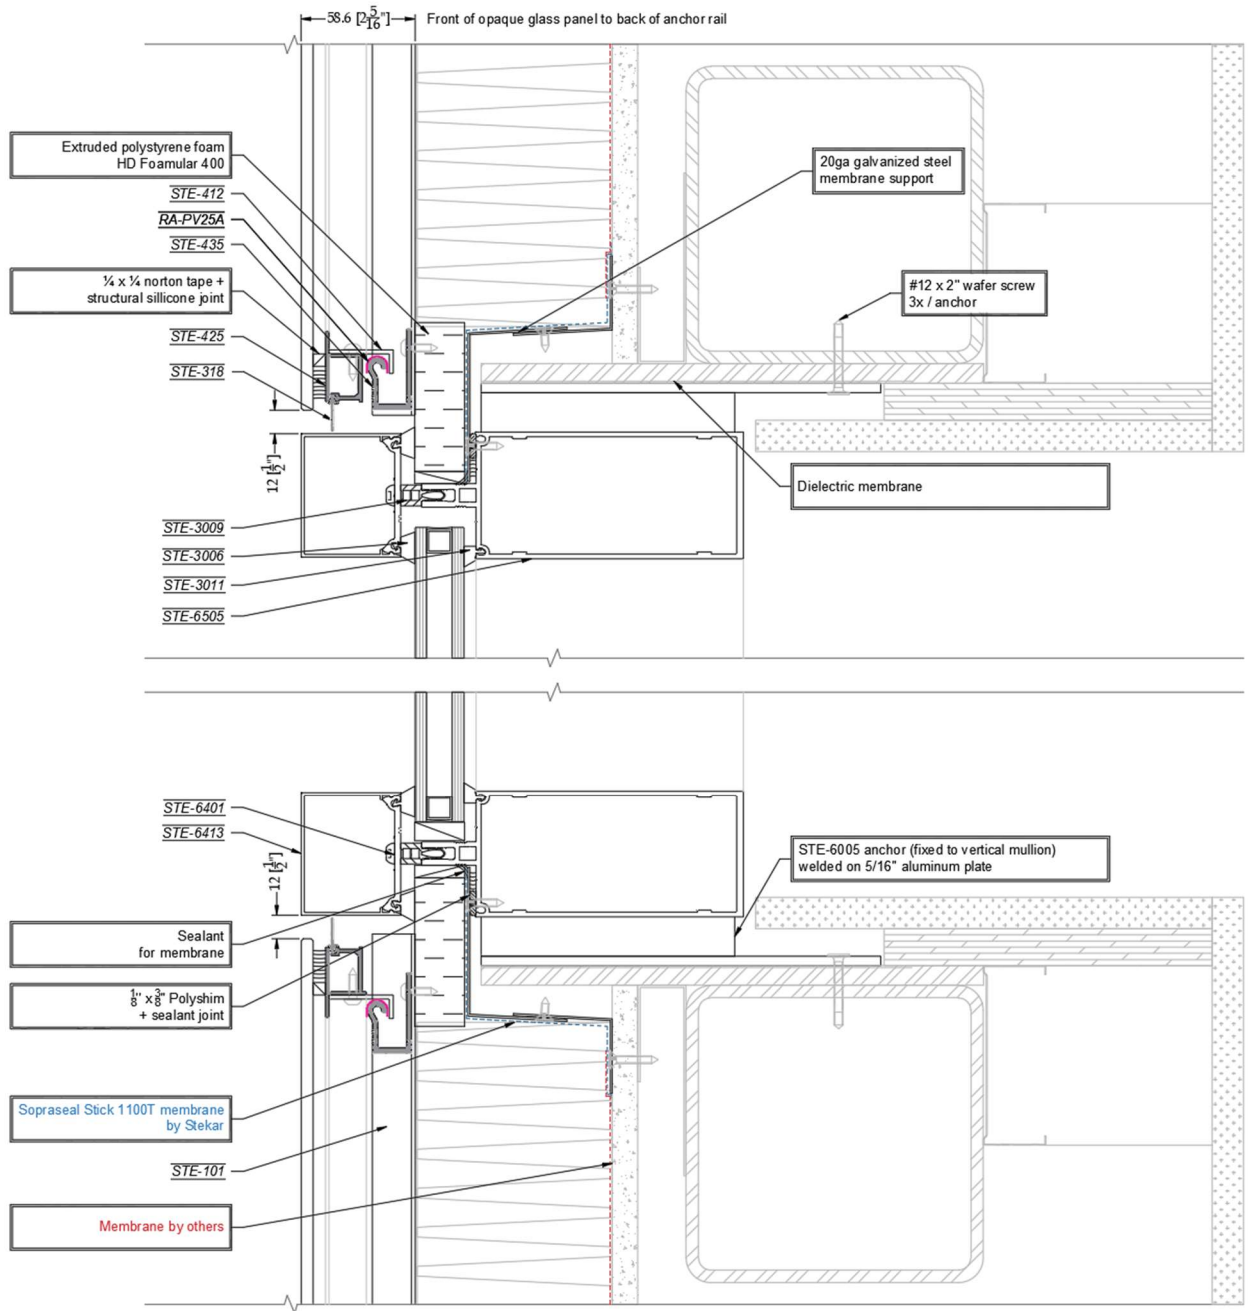 58.6 [2 5/16"]
Front of opaque glass panel to back of anchor rail
Extruded polystyrene foam
HD Foamular 400
20ga galvanized steel
membrane support
STE-412
RA-PV25A
STE-435
¼ x ¼ norton tape +
structural sillicone joint
#12 x 2" wafer screw
3x / anchor
STE-425
STE-318
12 [1/2"]
Dielectric membrane
STE-3009
STE-3006
STE-3011
STE-6505
STE-6401
STE-6413
12 [1/2"]
STE-6005 anchor (fixed to vertical mullion)
welded on 5/16" aluminum plate
Sealant
for membrane
1/8" x 3/8" Polyshim
+ sealant joint
Sopraseal Stick 1100T membrane
by Stekar
STE-101
Membrane by others